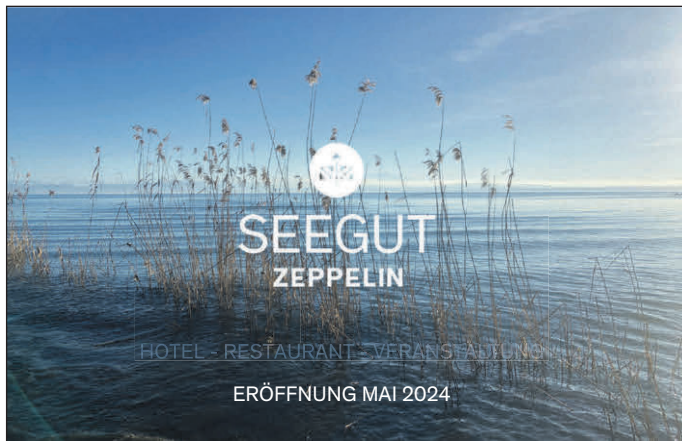 SEEGUT
ZEPPELIN
HOTEL - RESTAURANT - VERANSTALTUNG
ERÖFFNUNG MAI 2024